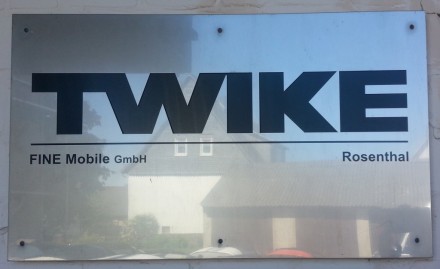 TWIKE
FINE Mobile GmbH Rosenthal